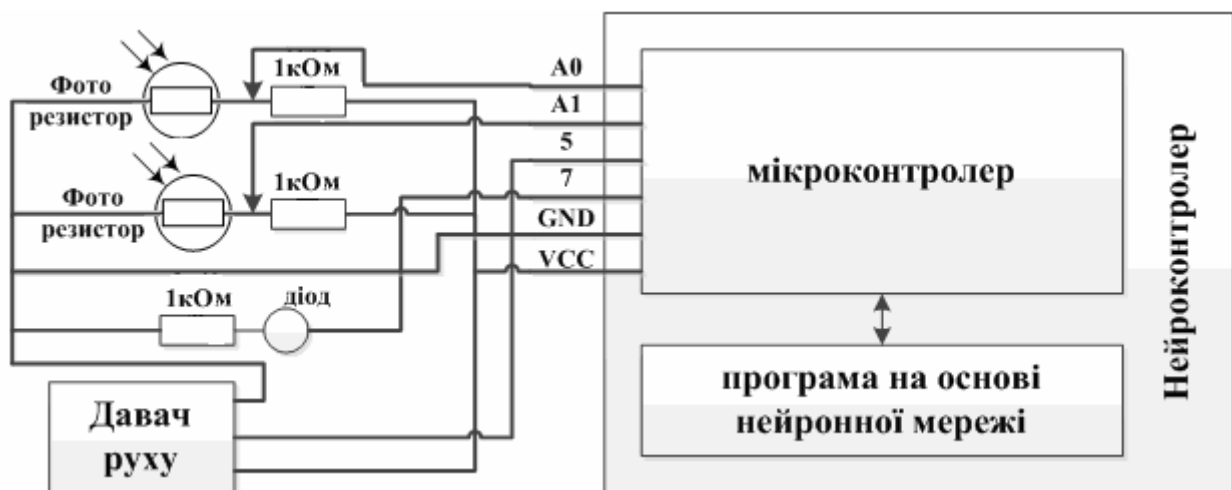 Фото
резистор
1кОм
Фото
резистор
1кОм
1кОм
діод
Давач
руху
A0
A1
5
7
GND
VCC
мікроконтролер
програма на основі
нейронної мережі
Нейроконтролер